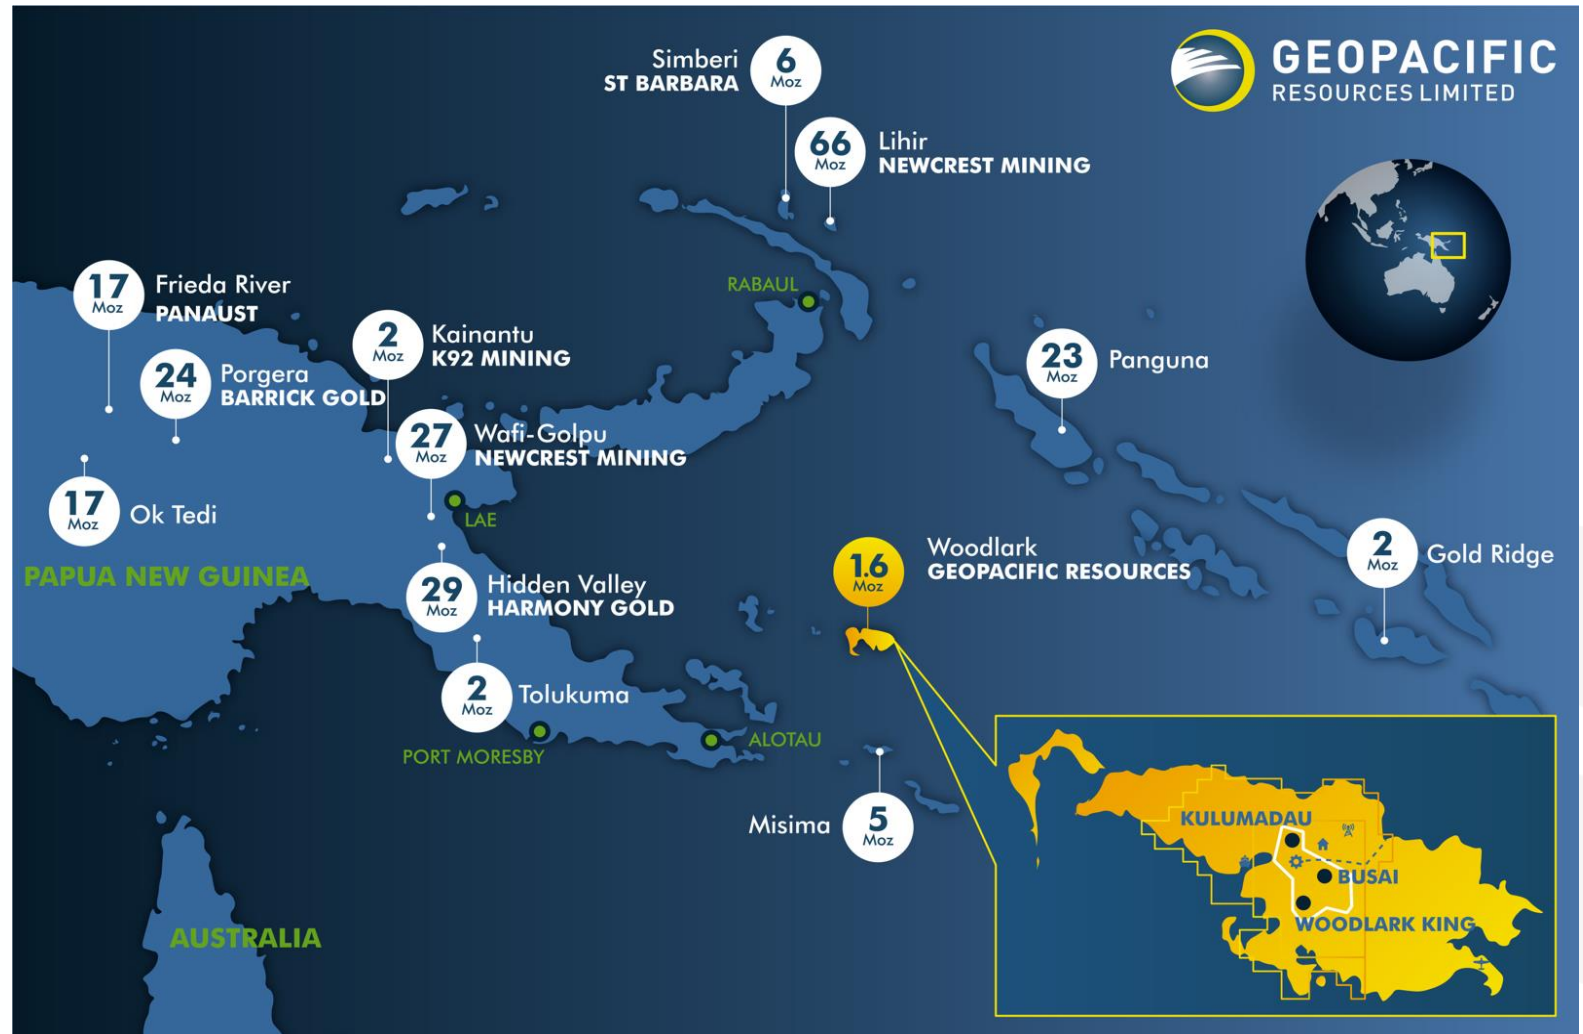 Simberi
ST BARBARA
6
Moz
GEOPACIFIC
RESOURCES LIMITED
66
Moz
Lihir
NEWCREST MINING
17
Moz
Frieda River
PANAUST
RABAUL
2
Moz
Kainantu
K92 MINING
24
Moz
Porgera
BARRICK GOLD
23
Moz
Panguna
27
Moz
Wafi-Golpu
NEWCREST MINING
17
Moz
Ok Tedi
LAE
PAPUA NEW GUINEA
1.6
Moz
Woodlark
GEOPACIFIC RESOURCES
2
Moz
Gold Ridge
29
Moz
Hidden Valley
HARMONY GOLD
2
Moz
Tolukuma
PORT MORESBY
ALOTAU
Misima
5
Moz
KULUMADAU
BUSAI
WOODLARK KING
AUSTRALIA